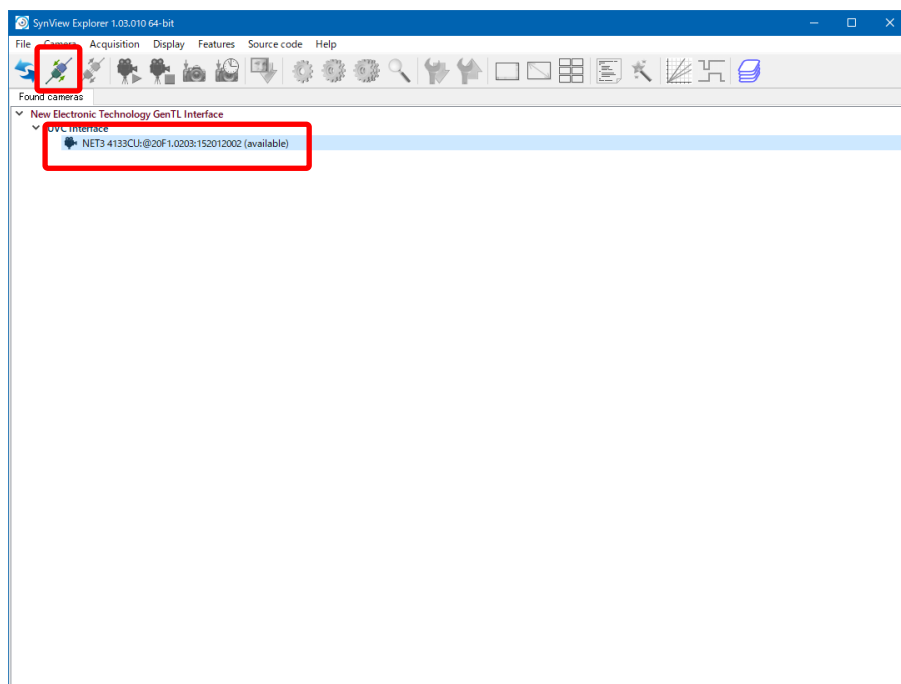 SynView Explorer 1.03.010 64-bit
File Camera Acquisition Display Features Source code Help
Found cameras
New Electronic Technology GenTL Interface
UVC Interface
NET3 4133CU:@20F1.0203:152012002 (available)